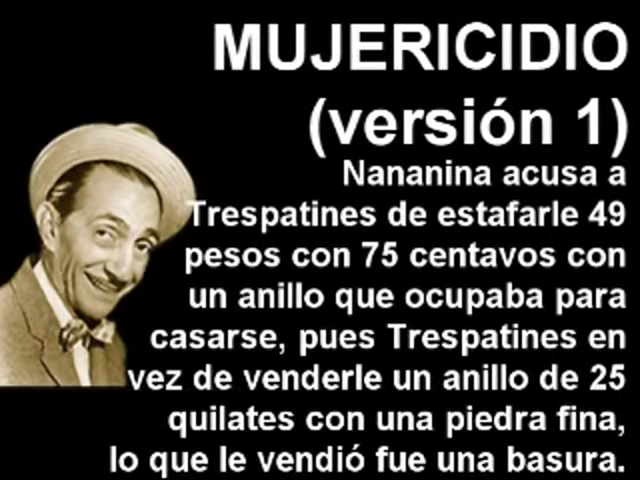 MUJERICIDIO
(versión 1)
Nananina acusa a
Trespatines de estafarle 49
pesos con 75 centavos con
un anillo que ocupaba para
casarse, pues Trespatines en
vez de venderle un anillo de 25
quilates con una piedra fina,
lo que le vendió fue una basura.